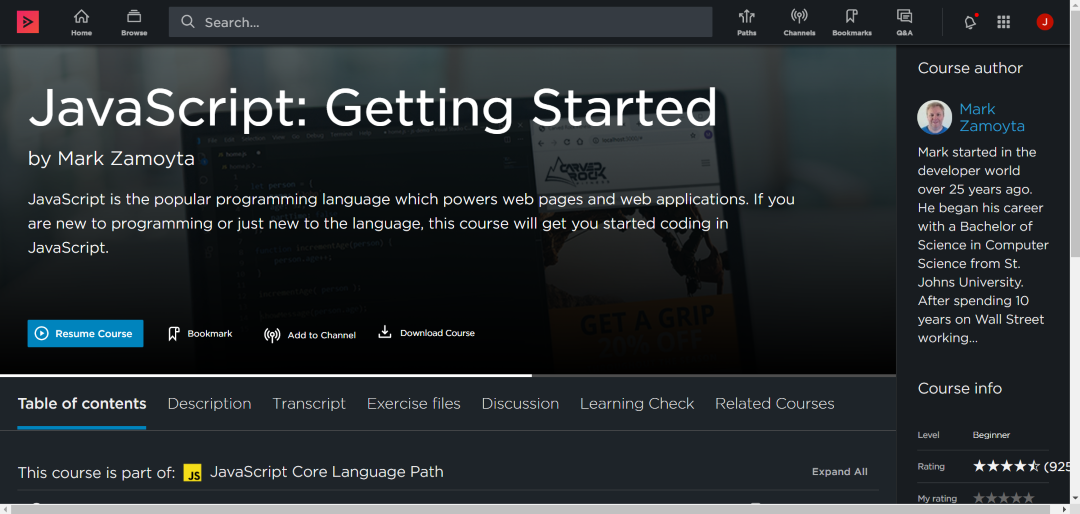 Home
Browse
Search...
Paths
Channels
Bookmarks
Q&A
J
JavaScript: Getting Started
by Mark Zamoyta
JavaScript is the popular programming language which powers web pages and web applications. If you
are new to programming or just new to the language, this course will get you started coding in
JavaScript.
CARVED
ROCK
GET A GRIP
20% OFF
Resume Course
Bookmark
Add to Channel
Download Course
Table of contents
Description
Transcript
Exercise files
Discussion
Learning Check
Related Courses
This course is part of:
JS
JavaScript Core Language Path
Expand All
Course author
Mark
Zamoyta
Mark started in the
developer world
over 25 years ago.
He began his career
with a Bachelor of
Science in Computer
Science from St.
Johns University.
After spending 10
years on Wall Street
working...
Course info
Level Beginner
Rating ★★★★⯪ (925
My rating ★★★★★